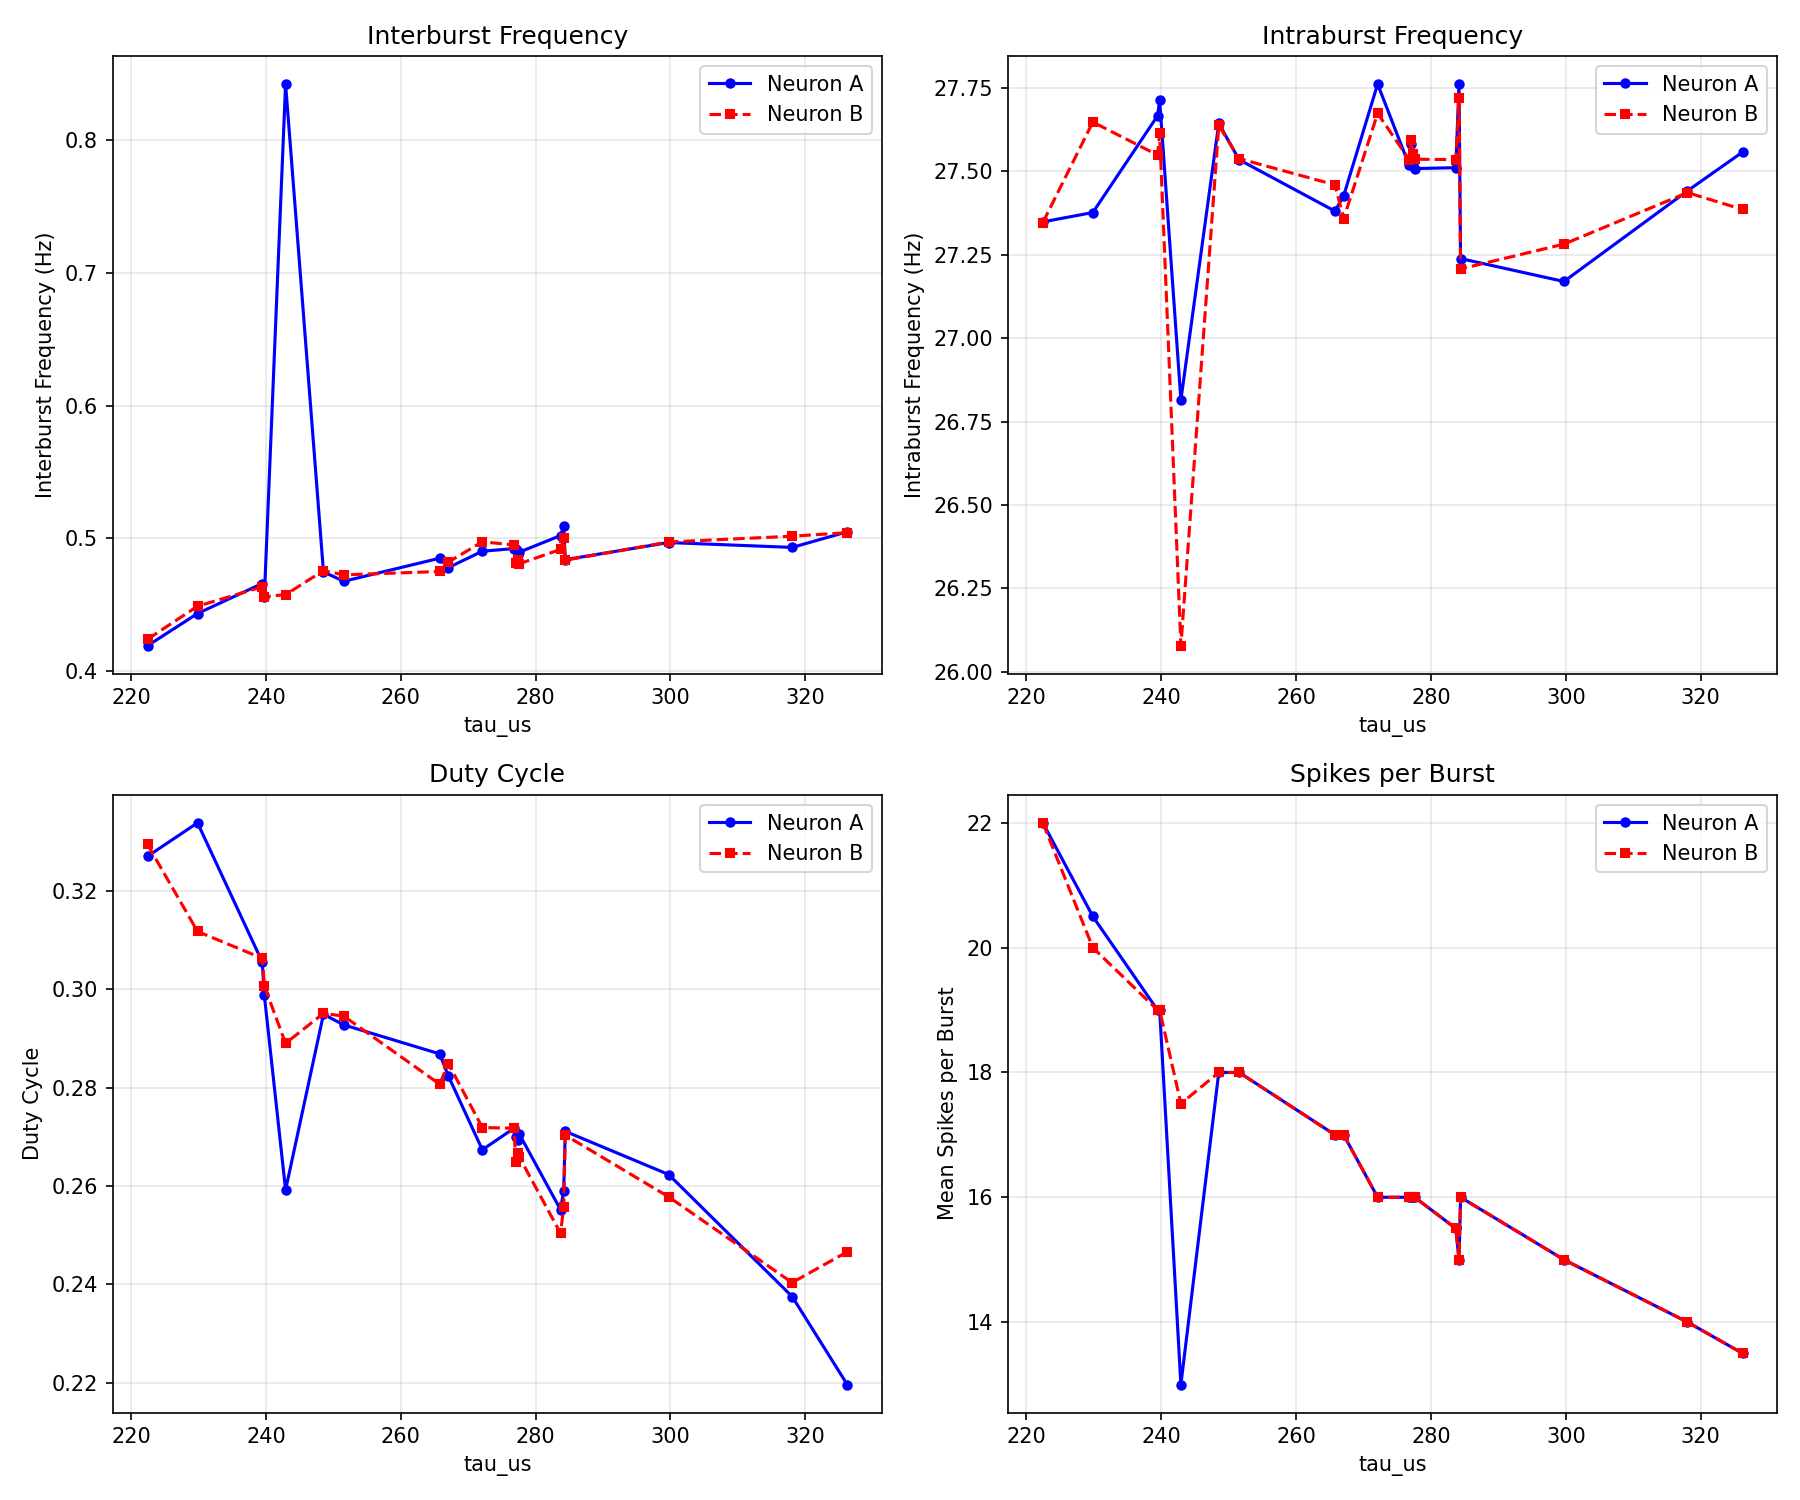 Interburst Frequency
Interburst Frequency (Hz)
0.8
0.7
0.6
0.5
0.4
220 240 260 280 300 320
tau_us
Neuron A
Neuron B
Intraburst Frequency
Intraburst Frequency (Hz)
27.75
27.50
27.25
27.00
26.75
26.50
26.25
26.00
220 240 260 280 300 320
tau_us
Neuron A
Neuron B
Duty Cycle
Duty Cycle
0.32
0.30
0.28
0.26
0.24
0.22
220 240 260 280 300 320
tau_us
Neuron A
Neuron B
Spikes per Burst
Mean Spikes per Burst
22
20
18
16
14
220 240 260 280 300 320
tau_us
Neuron A
Neuron B